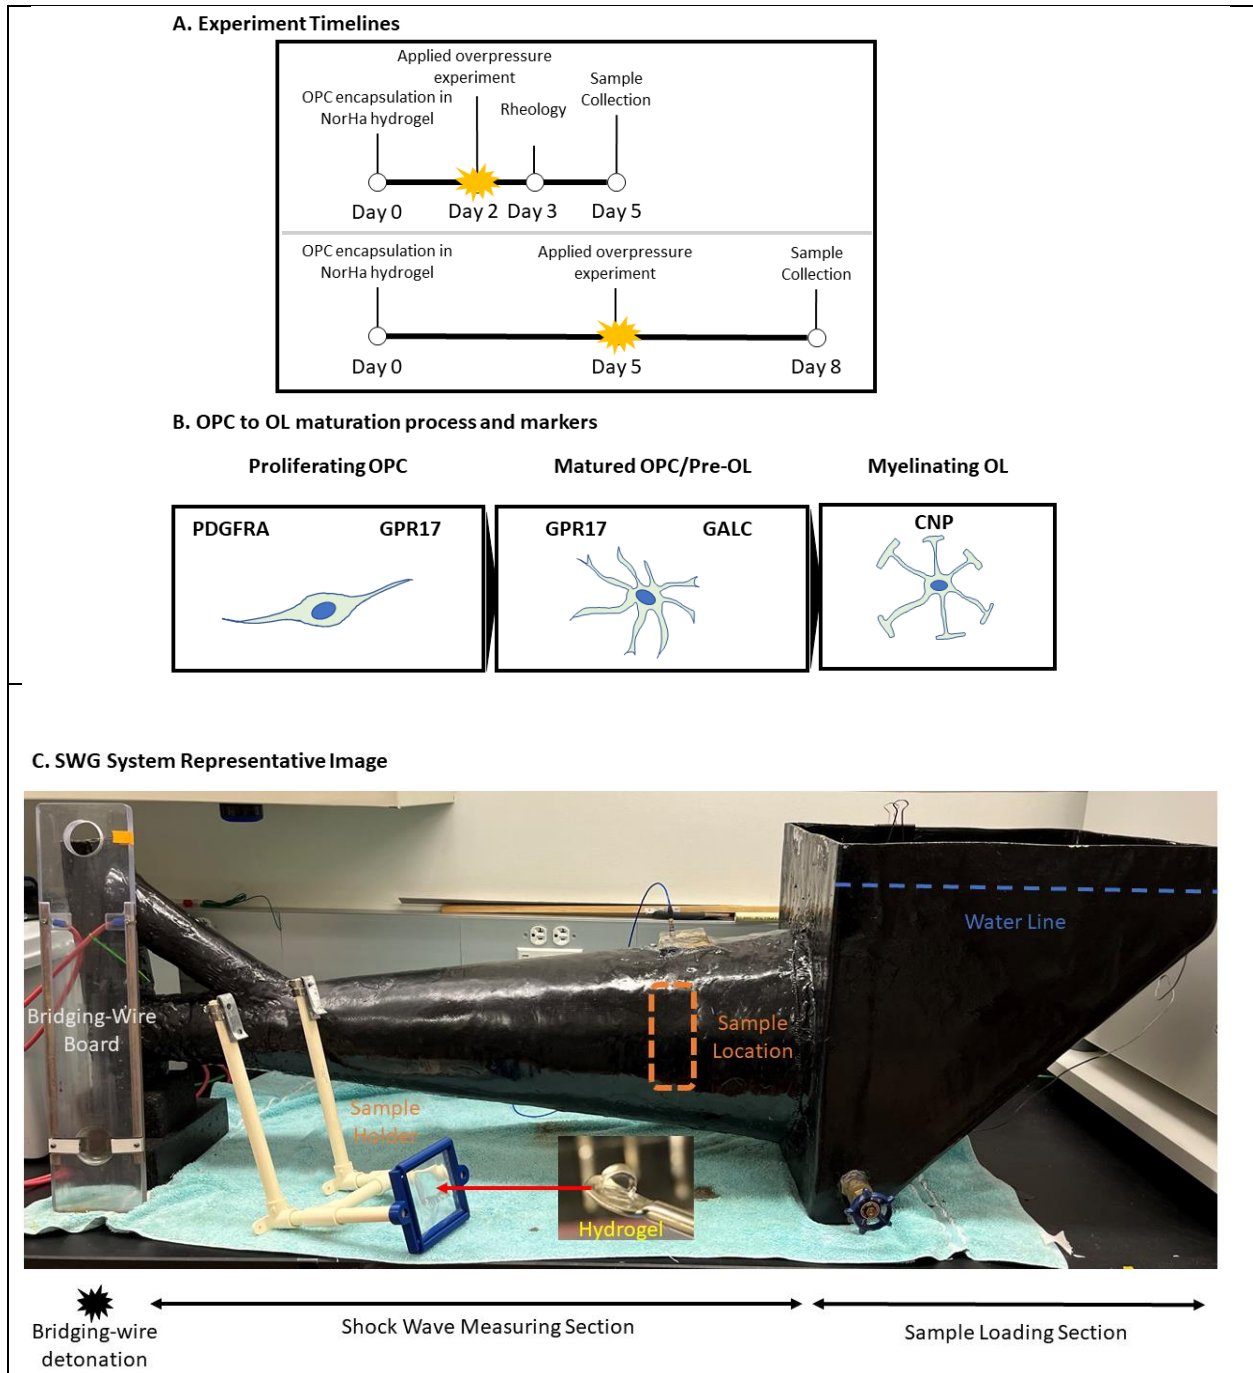 A. Experiment Timelines
Applied overpressure
experiment
Sample
Collection
OPC encapsulation in
NorHa hydrogel
Rheology
Day 0
Day 2
Day 3
Day 5
OPC encapsulation in
NorHa hydrogel
Applied overpressure
experiment
Sample
Collection
Day 0
Day 5
Day 8
B. OPC to OL maturation process and markers
Proliferating OPC
Matured OPC/Pre-OL
Myelinating OL
PDGFRA
GPR17
GPR17
GALC
CNP
C. SWG System Representative Image
Water Line
Bridging-Wire
Board
Sample
Location
Sample
Holder
Hydrogel
Bridging-wire
detonation
Shock Wave Measuring Section
Sample Loading Section